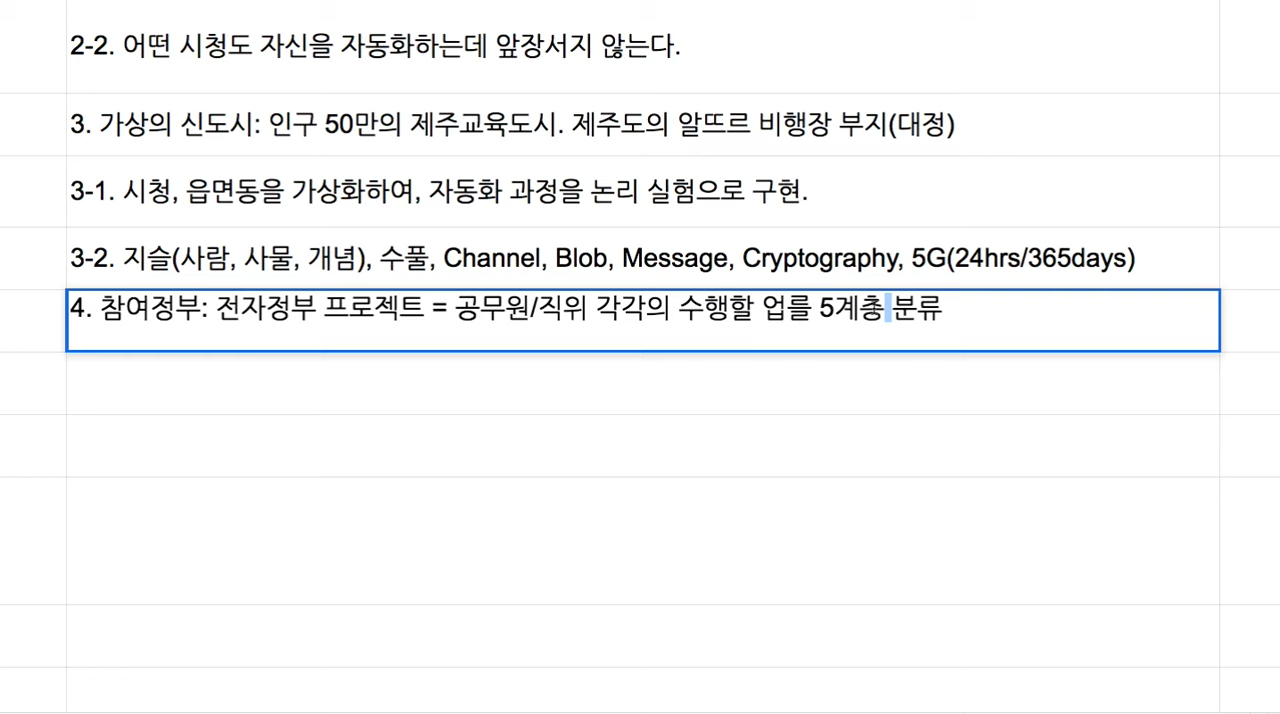 2-2. 어떤 시청도 자신을 자동화하는데 앞장서지 않는다.
3. 가상의 신도시: 인구 50만의 제주교육도시. 제주도의 알뜨르 비행장 부지(대정)
3-1. 시청, 읍면동을 가상화하여, 자동화 과정을 논리 실험으로 구현.
3-2. 지슬(사람, 사물, 개념), 수풀, Channel, Blob, Message, Cryptography, 5G(24hrs/365days)
4. 참여정부: 전자정부 프로젝트 = 공무원/직위 각각의 수행할 업를 5계총 분류